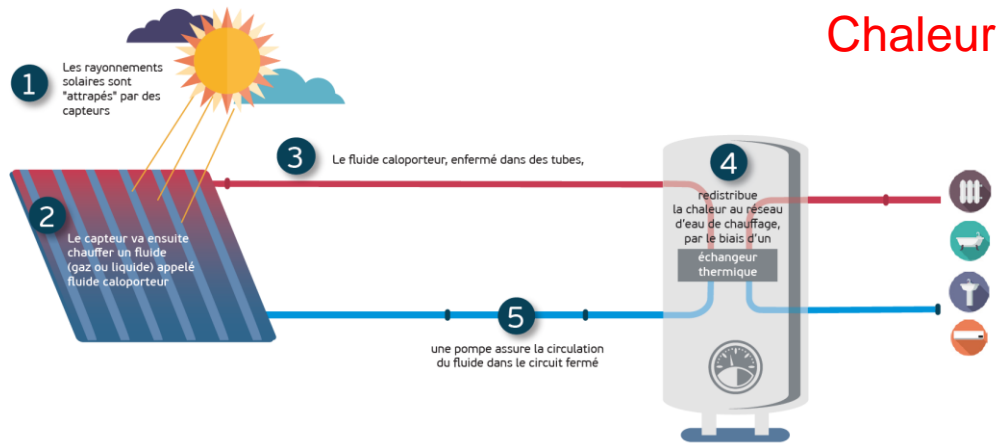 Chaleur
1
Les rayonnements
solaires sont
"attrapés" par des
capteurs
2
Le capteur va ensuite
chauffer un fluide
(gaz ou liquide) appelé
fluide caloporteur
3
Le fluide caloporteur, enfermé dans des tubes,
4
redistribue
la chaleur au réseau
d'eau de chauffage,
par le biais d'un
échangeur
thermique
5
une pompe assure la circulation
du fluide dans le circuit fermé